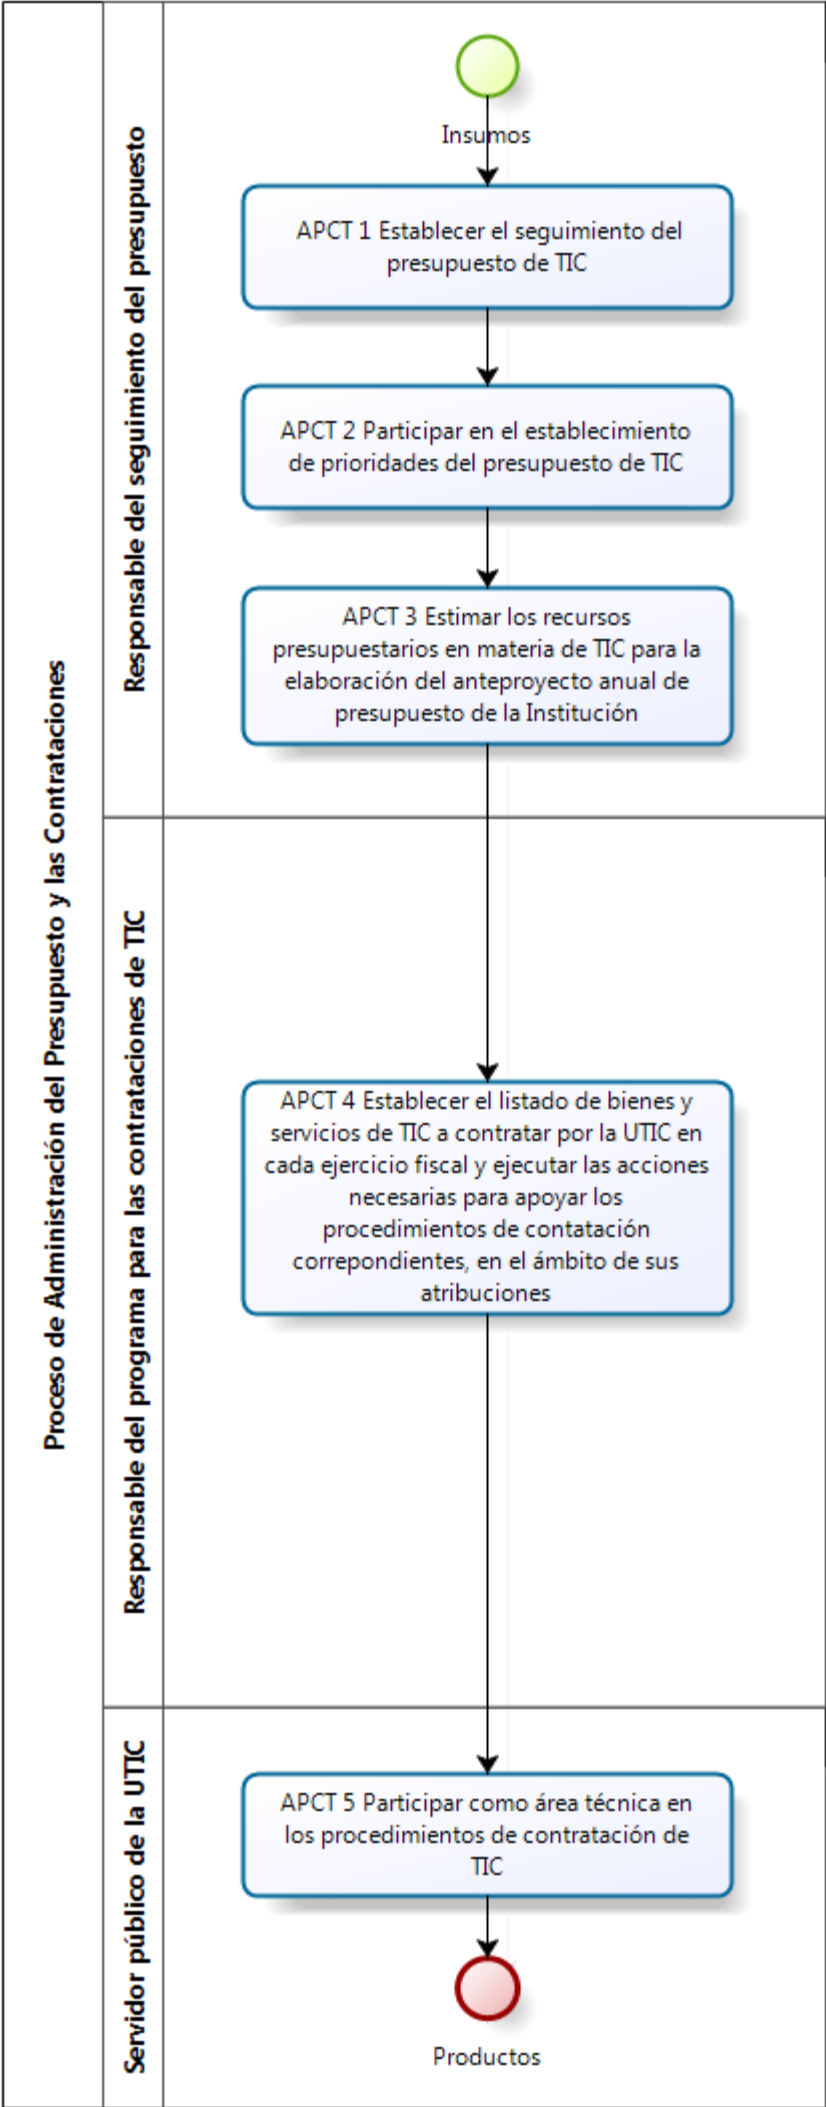 Proceso de Administración del Presupuesto y las Contrataciones
Responsable del seguimiento del presupuesto
Insumos
APCT 1 Establecer el seguimiento del
presupuesto de TIC
APCT 2 Participar en el establecimiento
de prioridades del presupuesto de TIC
APCT 3 Estimar los recursos
presupuestarios en materia de TIC para la
elaboración del anteproyecto anual de
presupuesto de la Institución
Responsable del programa para las contrataciones de TIC
APCT 4 Establecer el listado de bienes y
servicios de TIC a contratar por la UTIC en
cada ejercicio fiscal y ejecutar las acciones
necesarias para apoyar los
procedimientos de contatación
correpondientes, en el ámbito de sus
atribuciones
Servidor público de la UTIC
APCT 5 Participar como área técnica en
los procedimientos de contratación de
TIC
Productos